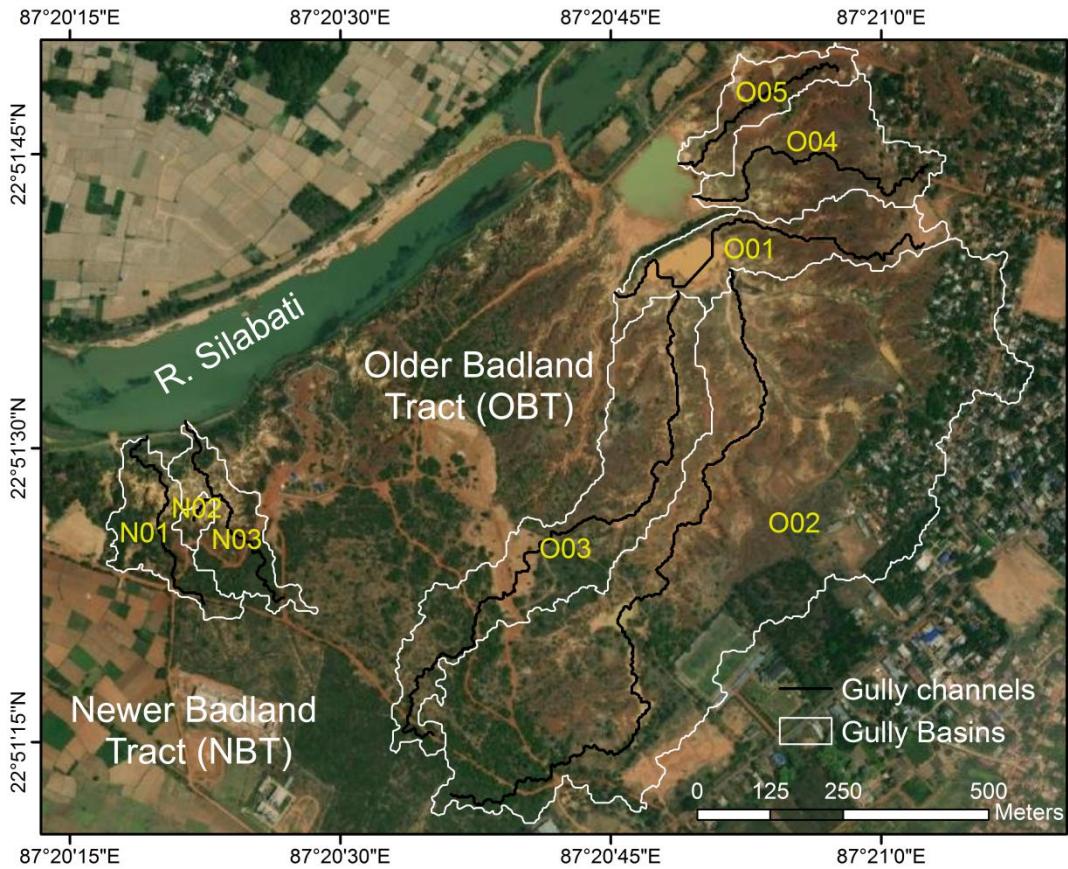 87°20'15"E
87°20'30"E
87°20'45"E
87°21'0"E
22°51'45"N
22°51'30"N
22°51'15"N
O05
O04
O01
R. Silabati
Older Badland
Tract (OBT)
N02
N01
N03
O02
O03
Newer Badland
Tract (NBT)
Gully channels
Gully Basins
0 125 250 500
Meters
87°20'15"E
87°20'30"E
87°20'45"E
87°21'0"E